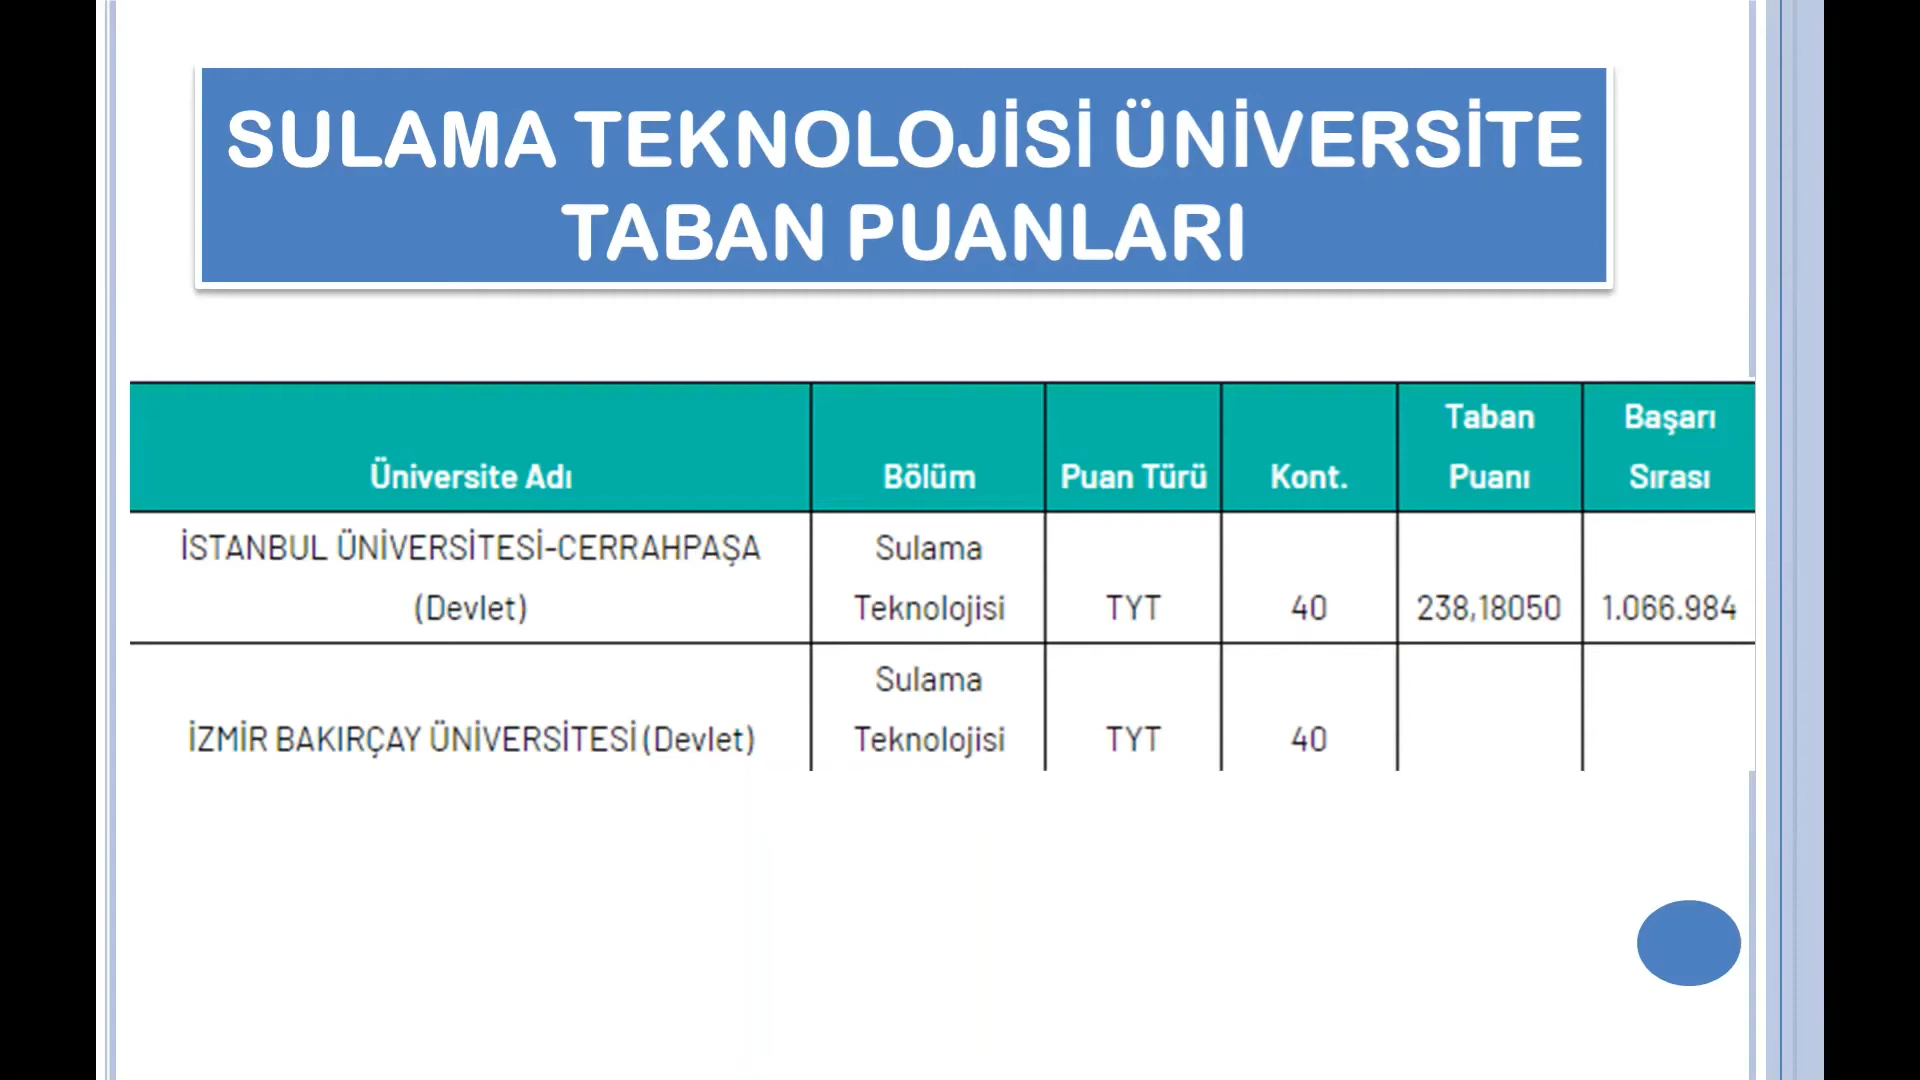 SULAMA TEKNOLOJİSİ ÜNİVERSİTE
TABAN PUANLARI
Üniversite Adı Bölüm Puan Türü Kont. Taban Puanı Başarı Sırası
İSTANBUL ÜNİVERSİTESİ-CERRAHPAŞA (Devlet) Sulama Teknolojisi TYT 40 238,18050 1.066.984
İZMİR BAKIRÇAY ÜNİVERSİTESİ (Devlet) Sulama Teknolojisi TYT 40